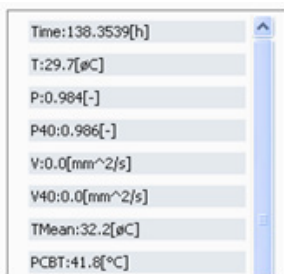 Time:138.3539[h]
T:29.7[øC]
P:0.984[-]
P40:0.986[-]
V:0.0[mm^2/s]
V40:0.0[mm^2/s]
TMean:32.2[øC]
PCBT:41.8[°C]